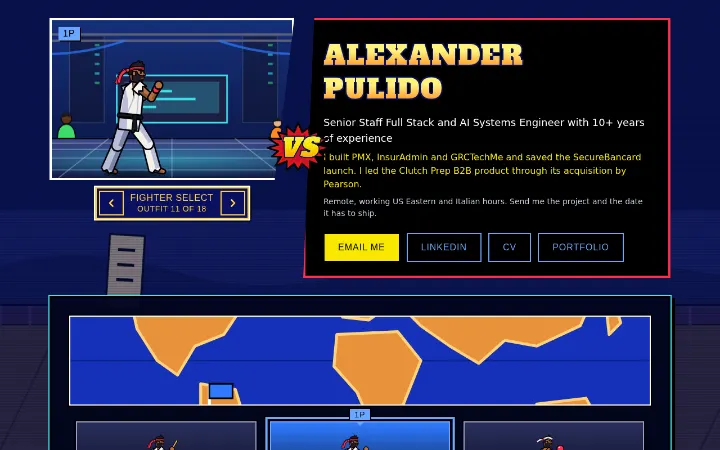 1P
ALEXANDER
PULIDO
Senior Staff Full Stack and AI Systems Engineer with 10+ years
of experience
VS
I built PMX, InsurAdmin and GRCTechMe and saved the SecureBancard
launch. I led the Clutch Prep B2B product through its acquisition by
Pearson.
Remote, working US Eastern and Italian hours. Send me the project and the date
it has to ship.
FIGHTER SELECT
OUTFIT 11 OF 18
EMAIL ME
LINKEDIN
CV
PORTFOLIO
1P